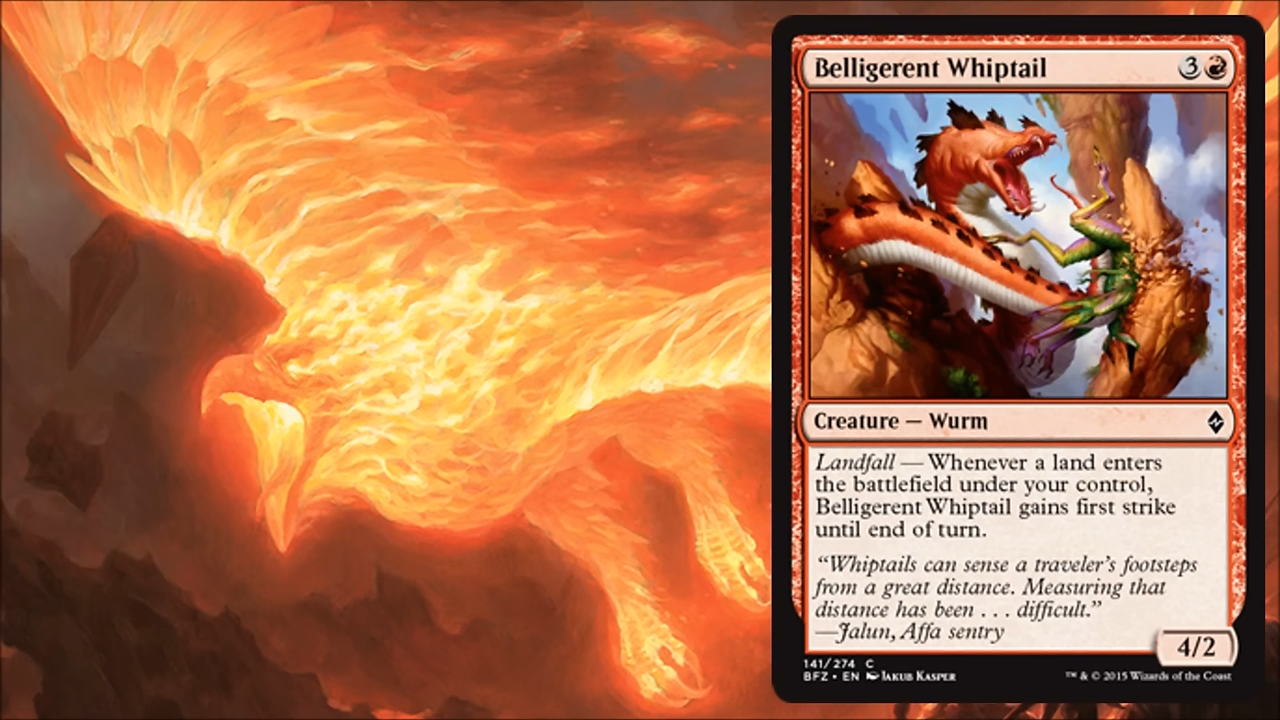 Belligerent Whiptail 3
Creature — Wurm
Landfall — Whenever a land enters
the battlefield under your control,
Belligerent Whiptail gains first strike
until end of turn.
“Whiptails can sense a traveler’s footsteps
from a great distance. Measuring that
distance has been . . . difficult.”
—Jalun, Affa sentry
4/2
141/274 C
BFZ • EN Jakub Kasper
™ & © 2015 Wizards of the Coast